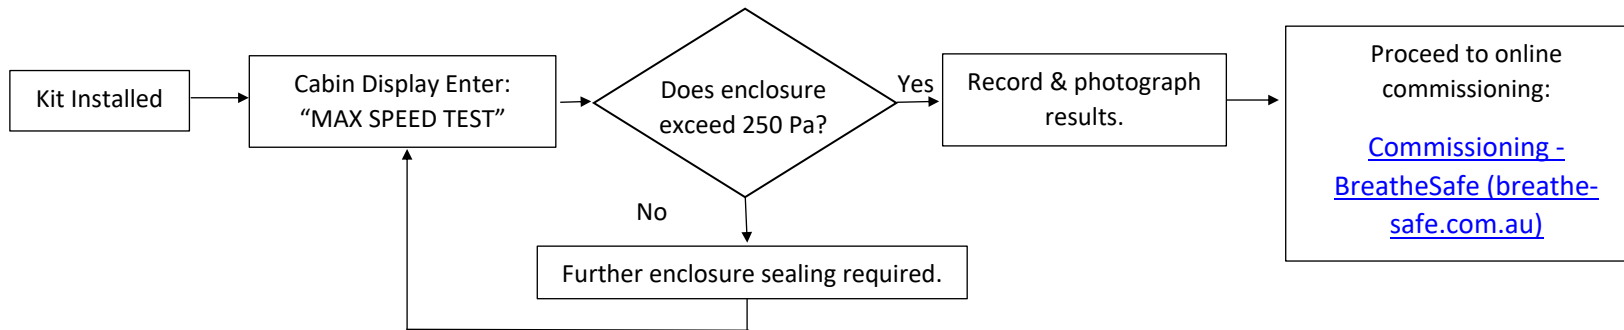 Kit Installed
Cabin Display Enter:
“MAX SPEED TEST”
Does enclosure
exceed 250 Pa?
Yes
Record & photograph
results.
Proceed to online
commissioning:
Commissioning -
BreatheSafe (breathe-
safe.com.au)
No
Further enclosure sealing required.